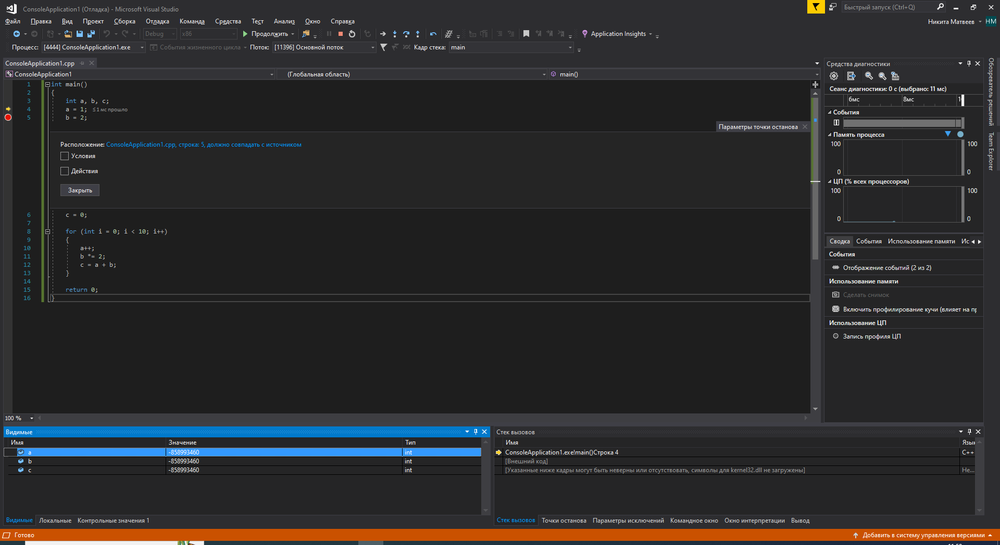 ConsoleApplication1 (Отладка) - Microsoft Visual Studio
Быстрый запуск (Ctrl+Q)
Файл Правка Вид Проект Сборка Отладка Команда Средства Тест Анализ Окно Справка
Никита Матвеев НМ
Debug x86 Продолжить Application Insights
Процесс: [4444] ConsoleApplication1.exe События жизненного цикла Поток: [11396] Основной поток Кадр стека: main
ConsoleApplication1.cpp
ConsoleApplication1 (Глобальная область) main()
1 int main()
2 {
3 int a, b, c;
4 a = 1; ≤ 1 мс прошло
5 b = 2;
Параметры точки останова
Расположение: ConsoleApplication1.cpp, строка: 5, должно совпадать с источником
Условия
Действия
Закрыть
6 c = 0;
7
8 for (int i = 0; i < 10; i++)
9 {
10 a++;
11 b *= 2;
12 c = a + b;
13 }
14
15 return 0;
16 }
100 %
Средства диагностики
Сеанс диагностики: 0 с (выбрано: 11 мс)
6мс 8мс 1
События
Память процесса
100 100
0 0
ЦП (% всех процессоров)
100 100
0 0
Сводка События Использование памяти Ис
События
Отображение событий (2 из 2)
Использование памяти
Сделать снимок
Включить профилирование кучи (влияет на пр
Использование ЦП
Запись профиля ЦП
Обозреватель решений
Team Explorer
Видимые
Имя Значение Тип
a -858993460 int
b -858993460 int
c -858993460 int
Видимые Локальные Контрольные значения 1
Стек вызовов
Имя Язык
ConsoleApplication1.exe!main()Строка 4 C++
[Внешний код]
[Указанные ниже кадры могут быть неверны или отсутствовать, символы для kernel32.dll не загружены] Не...
Стек вызовов Точки останова Параметры исключений Командное окно Окно интерпретации Вывод
Готово
Добавить в систему управления версиями